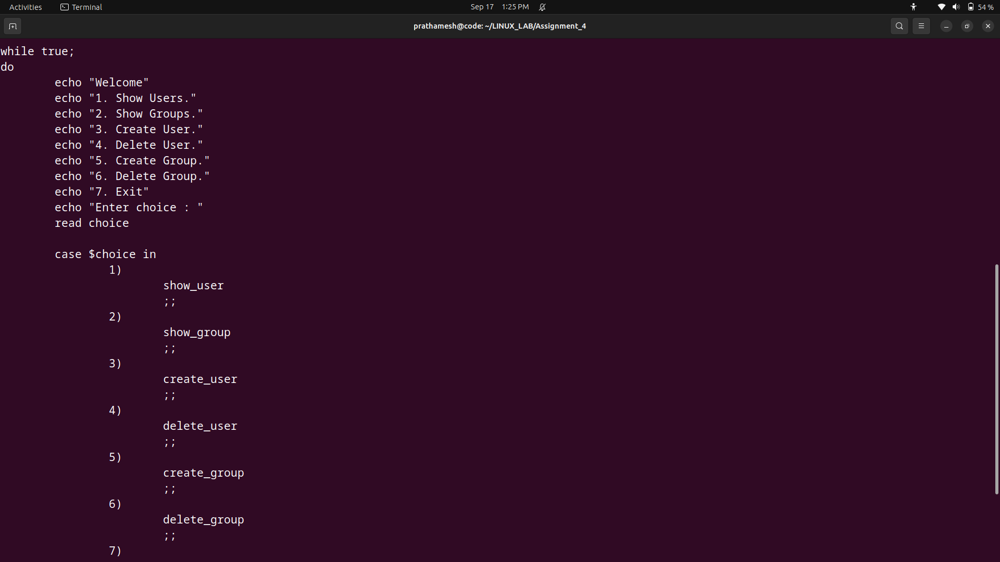 Activities Terminal Sep 17 1:25 PM 54 %
prathamesh@code: ~/LINUX_LAB/Assignment_4
while true;
do
echo "Welcome"
echo "1. Show Users."
echo "2. Show Groups."
echo "3. Create User."
echo "4. Delete User."
echo "5. Create Group."
echo "6. Delete Group."
echo "7. Exit"
echo "Enter choice : "
read choice
case $choice in
1)
show_user
;;
2)
show_group
;;
3)
create_user
;;
4)
delete_user
;;
5)
create_group
;;
6)
delete_group
;;
7)